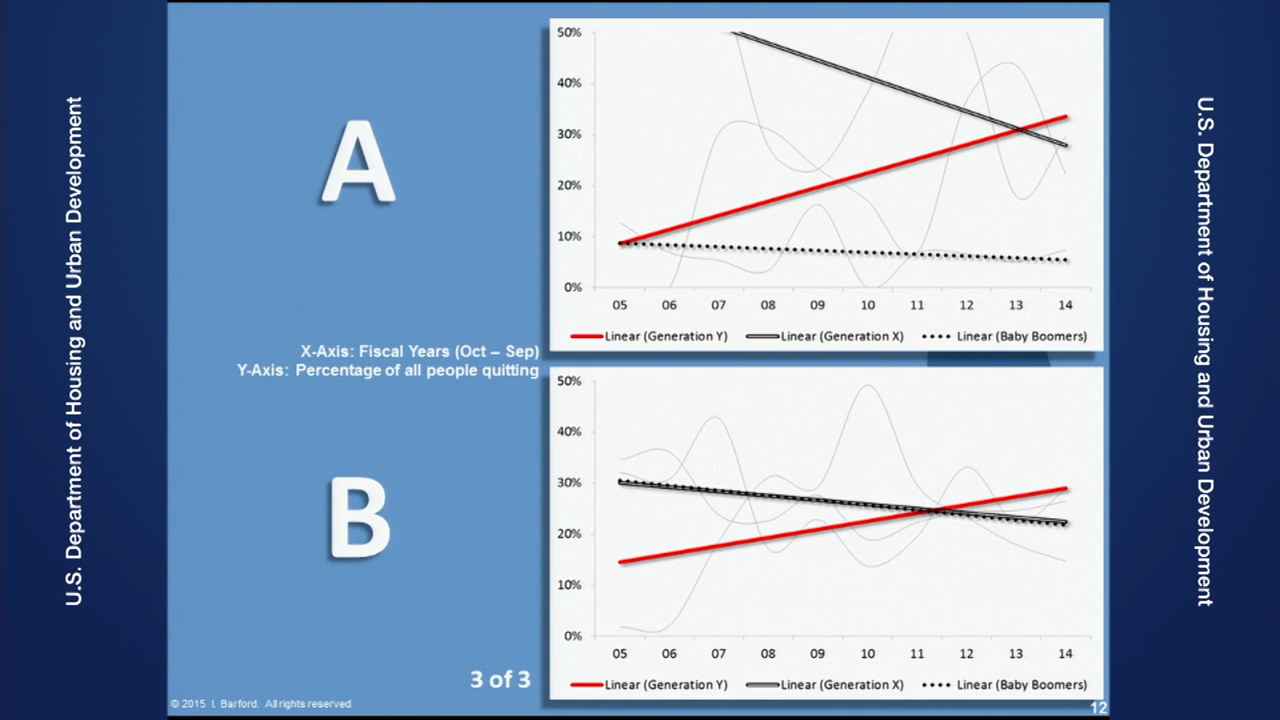 U.S. Department of Housing and Urban Development
A
50%
40%
30%
20%
10%
0%
05 06 07 08 09 10 11 12 13 14
Linear (Generation Y) Linear (Generation X) Linear (Baby Boomers)
X-Axis: Fiscal Years (Oct – Sep)
Y-Axis: Percentage of all people quitting
B
50%
40%
30%
20%
10%
0%
05 06 07 08 09 10 11 12 13 14
Linear (Generation Y) Linear (Generation X) Linear (Baby Boomers)
3 of 3
© 2015 I. Barford. All rights reserved
12
U.S. Department of Housing and Urban Development